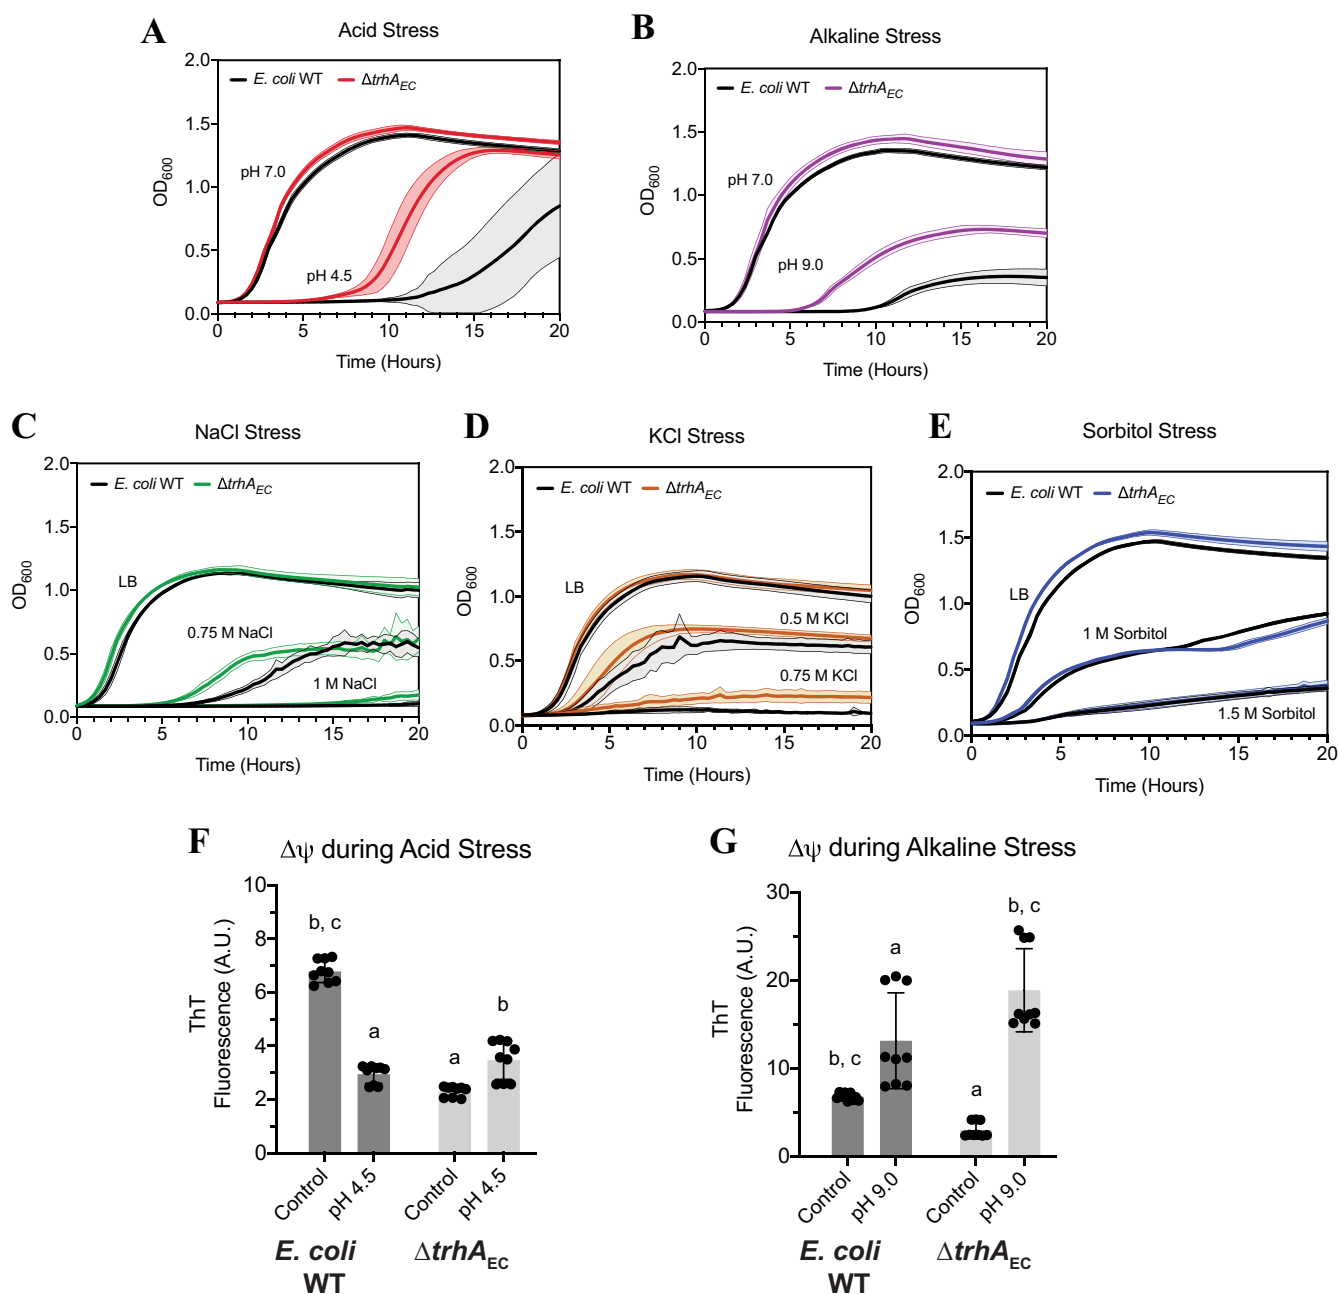 A
Acid Stress
E. coli WT
ΔtrhA_EC
OD600
2.0
1.5
1.0
0.5
0.0
pH 7.0
pH 4.5
0 5 10 15 20
Time (Hours)
B
Alkaline Stress
E. coli WT
ΔtrhA_EC
OD600
2.0
1.5
1.0
0.5
0.0
pH 7.0
pH 9.0
0 5 10 15 20
Time (Hours)
C
NaCl Stress
E. coli WT
ΔtrhA_EC
OD600
2.0
1.5
1.0
0.5
0.0
LB
0.75 M NaCl
1 M NaCl
0 5 10 15 20
Time (Hours)
D
KCl Stress
E. coli WT
ΔtrhA_EC
OD600
2.0
1.5
1.0
0.5
0.0
LB
0.5 M KCl
0.75 M KCl
0 5 10 15 20
Time (Hours)
E
Sorbitol Stress
E. coli WT
ΔtrhA_EC
OD600
2.0
1.5
1.0
0.5
0.0
LB
1 M Sorbitol
1.5 M Sorbitol
0 5 10 15 20
Time (Hours)
F
Δψ during Acid Stress
ThT
Fluorescence (A.U.)
10
8
6
4
2
0
b, c
a
a
b
Control
pH 4.5
Control
pH 4.5
E. coli
WT
ΔtrhA_EC
G
Δψ during Alkaline Stress
ThT
Fluorescence (A.U.)
30
20
10
0
b, c
a
a
b, c
Control
pH 9.0
Control
pH 9.0
E. coli
WT
ΔtrhA_EC